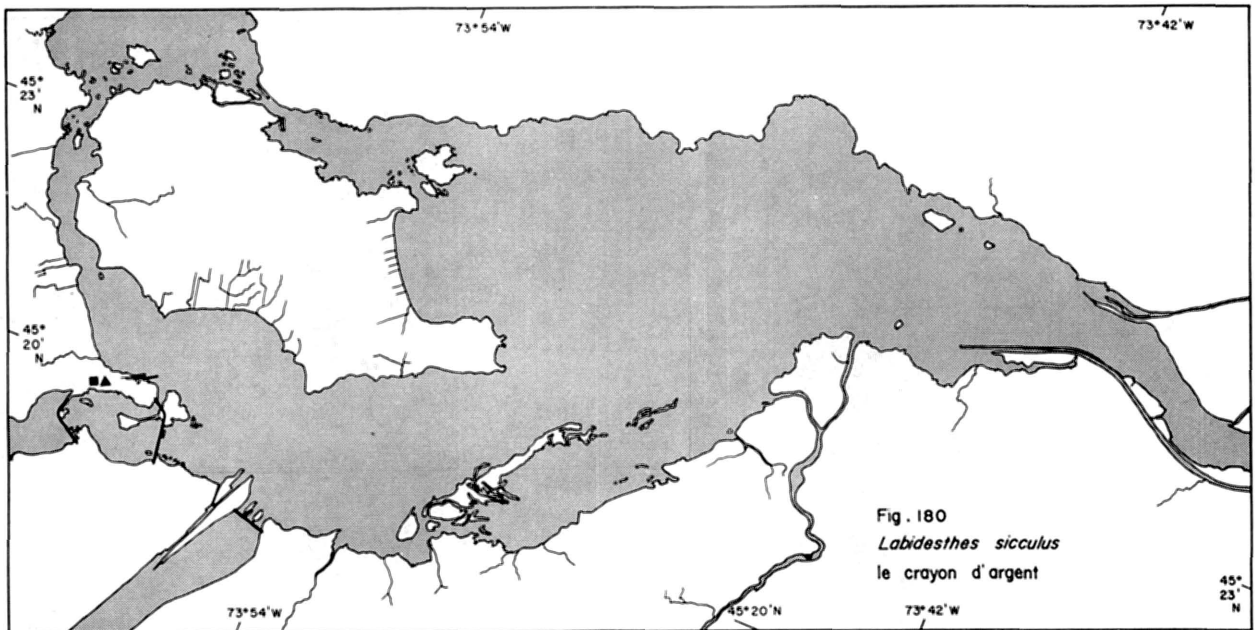 73°54'W
73°42'W
45°
23'
N
45°
20'
N
Fig. 180
Labidesthes sicculus
le crayon d'argent
73°54'W
45°20'N
73°42'W
45°
23'
N